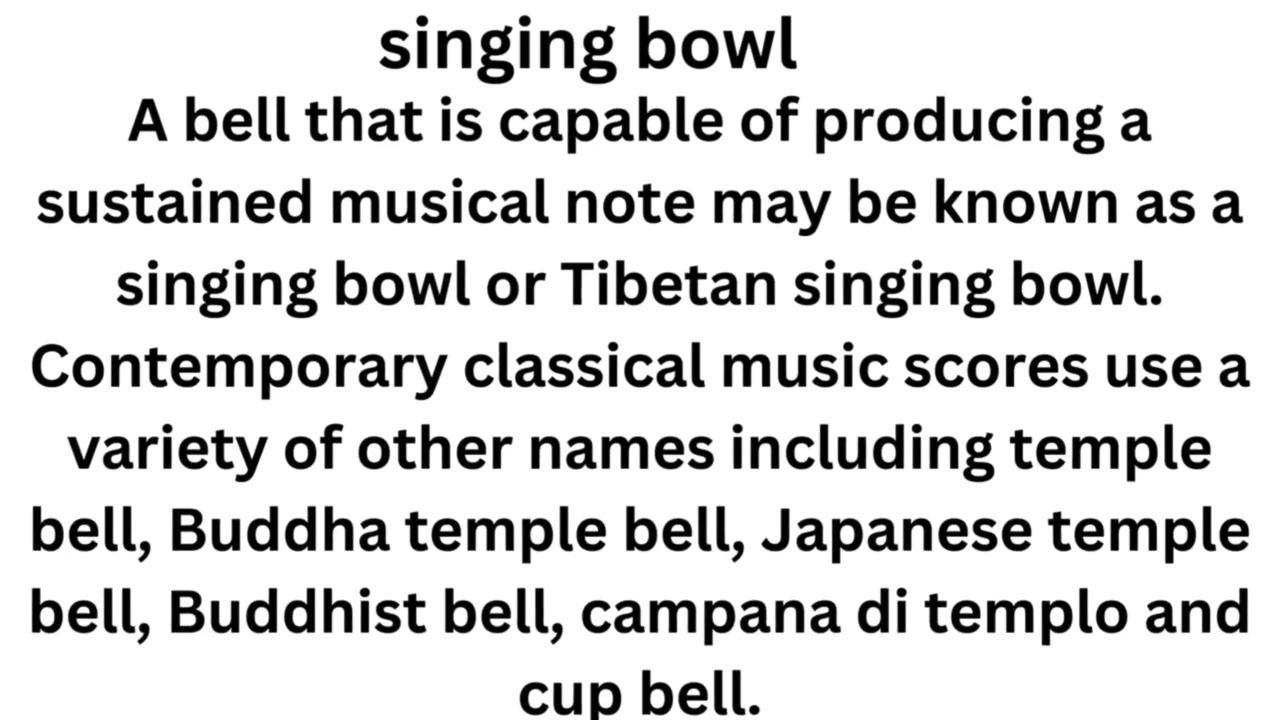 singing bowl
A bell that is capable of producing a
sustained musical note may be known as a
singing bowl or Tibetan singing bowl.
Contemporary classical music scores use a
variety of other names including temple
bell, Buddha temple bell, Japanese temple
bell, Buddhist bell, campana di templo and
cup bell.